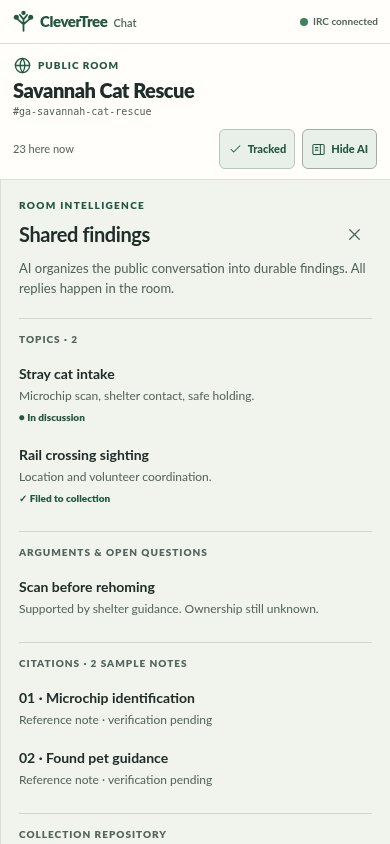 CleverTree Chat
IRC connected
PUBLIC ROOM
Savannah Cat Rescue
#ga-savannah-cat-rescue
23 here now
✓ Tracked
Hide AI
ROOM INTELLIGENCE
Shared findings
AI organizes the public conversation into durable findings. All
replies happen in the room.
TOPICS · 2
Stray cat intake
Microchip scan, shelter contact, safe holding.
● In discussion
Rail crossing sighting
Location and volunteer coordination.
✓ Filed to collection
ARGUMENTS & OPEN QUESTIONS
Scan before rehoming
Supported by shelter guidance. Ownership still unknown.
CITATIONS · 2 SAMPLE NOTES
01 · Microchip identification
Reference note · verification pending
02 · Found pet guidance
Reference note · verification pending
COLLECTION REPOSITORY